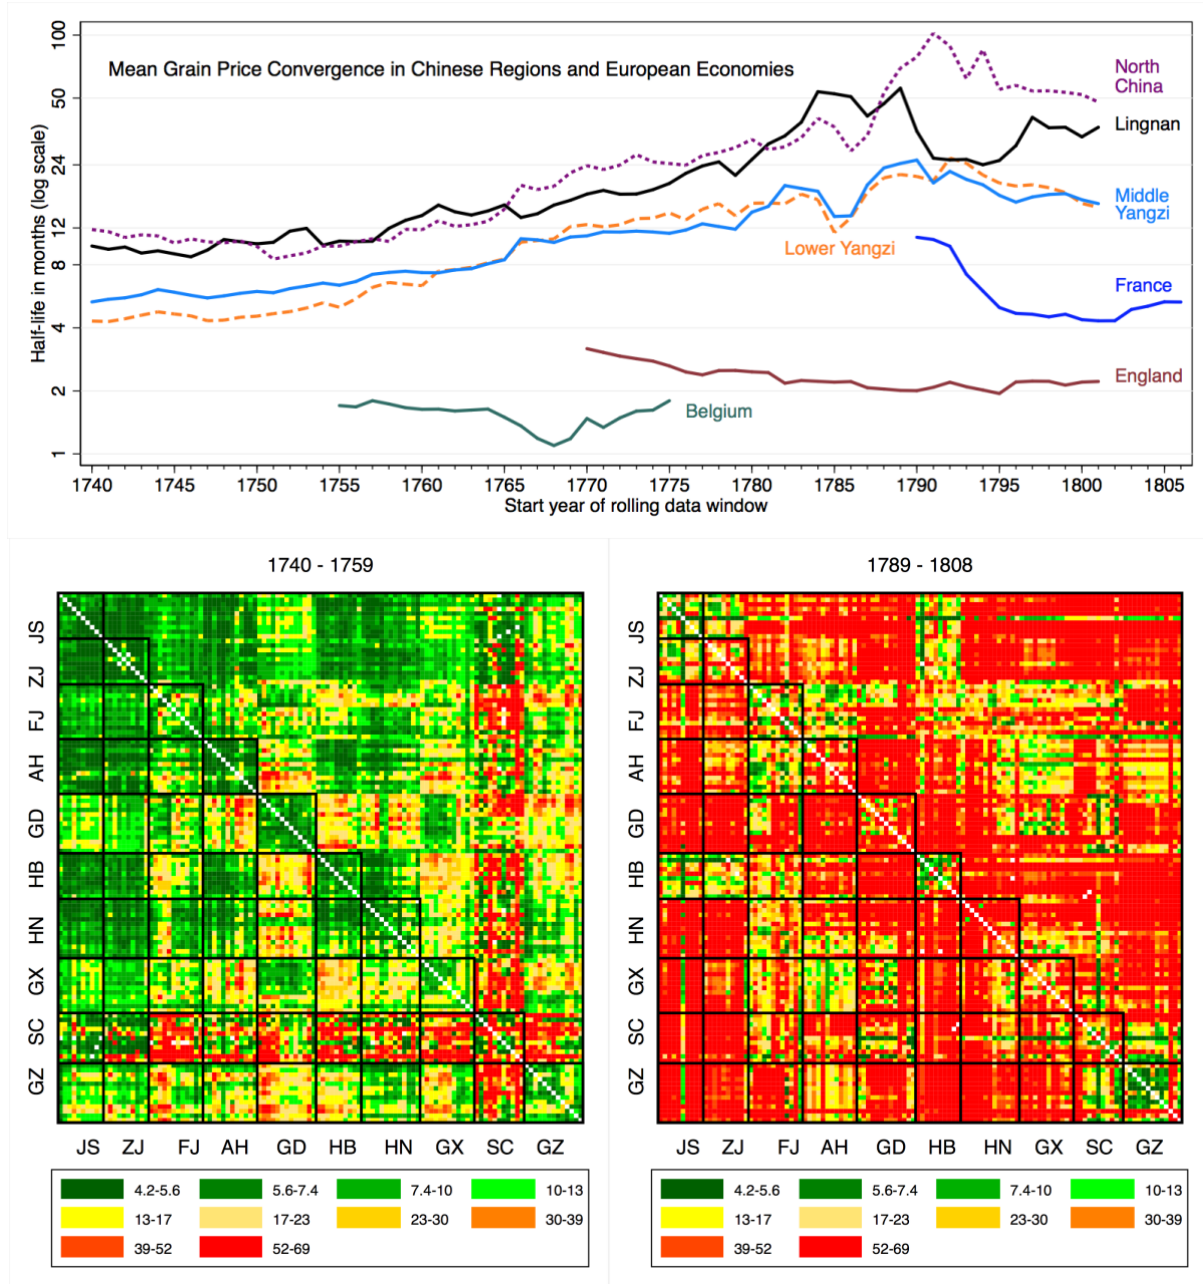 Mean Grain Price Convergence in Chinese Regions and European Economies
Half-life in months (log scale)
100
50
24
12
8
4
2
1
North
China
Lingnan
Middle
Yangzi
Lower Yangzi
France
England
Belgium
1740 1745 1750 1755 1760 1765 1770 1775 1780 1785 1790 1795 1800 1805
Start year of rolling data window
1740 - 1759
JS
ZJ
FJ
AH
GD
HB
HN
GX
SC
GZ
JS ZJ FJ AH GD HB HN GX SC GZ
4.2-5.6 5.6-7.4 7.4-10 10-13
13-17 17-23 23-30 30-39
39-52 52-69
1789 - 1808
JS
ZJ
FJ
AH
GD
HB
HN
GX
SC
GZ
JS ZJ FJ AH GD HB HN GX SC GZ
4.2-5.6 5.6-7.4 7.4-10 10-13
13-17 17-23 23-30 30-39
39-52 52-69